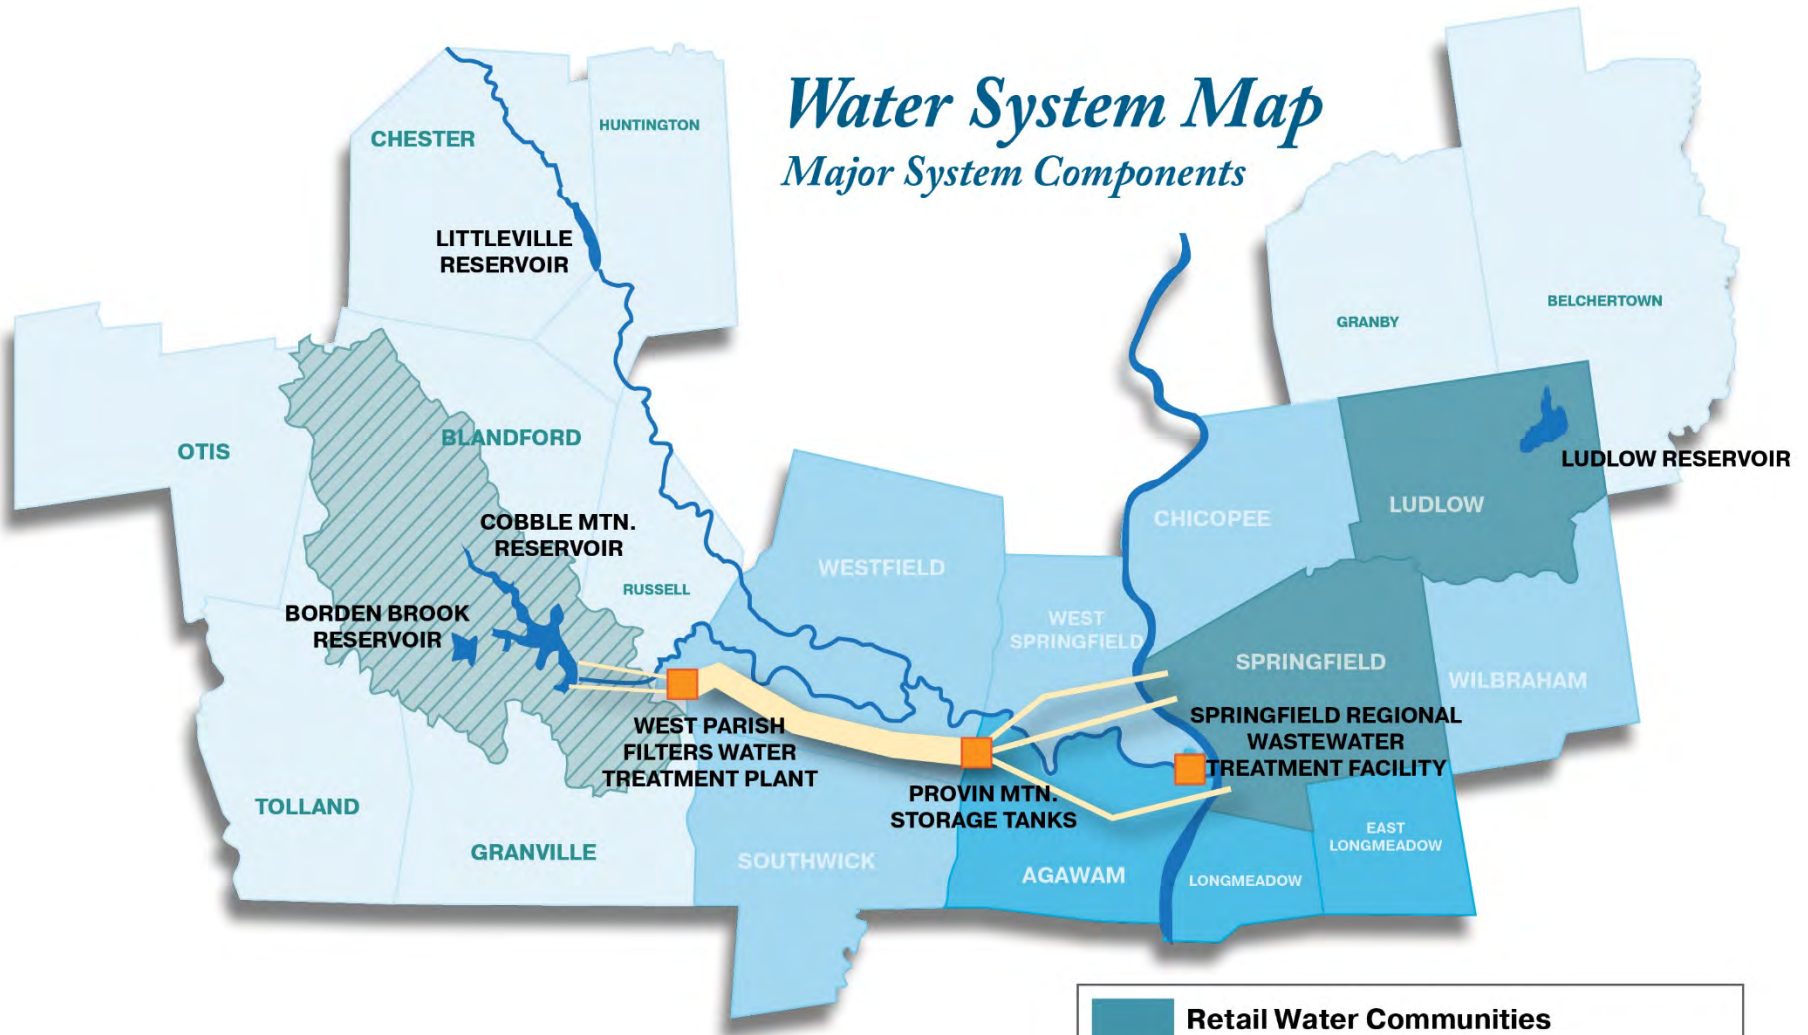 Water System Map
Major System Components
CHESTER
HUNTINGTON
LITTLEVILLE
RESERVOIR
GRANBY
BELCHERTOWN
OTIS
BLANDFORD
COBBLE MTN.
RESERVOIR
RUSSELL
BORDEN BROOK
RESERVOIR
WESTFIELD
WEST
SPRINGFIELD
CHICOPEE
LUDLOW
LUDLOW RESERVOIR
SPRINGFIELD
WILBRAHAM
WEST PARISH
FILTERS WATER
TREATMENT PLANT
SPRINGFIELD REGIONAL
WASTEWATER
TREATMENT FACILITY
PROVIN MTN.
STORAGE TANKS
TOLLAND
GRANVILLE
SOUTHWICK
AGAWAM
LONGMEADOW
EAST
LONGMEADOW
Retail Water Communities